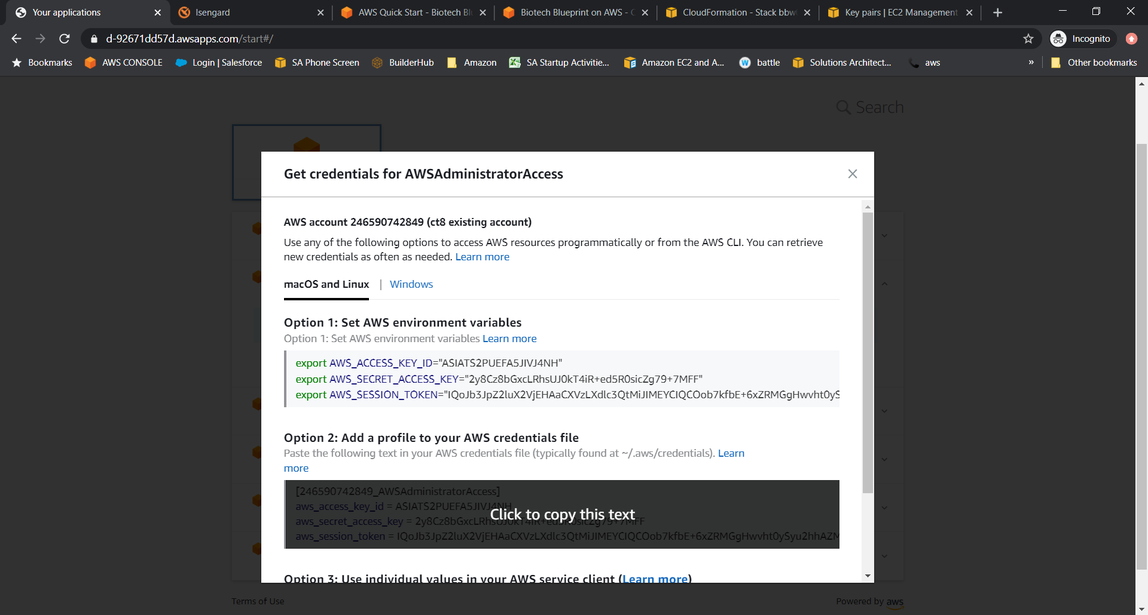 Your applications
Isengard
AWS Quick Start - Biotech Bl
Biotech Blueprint on AWS - C
CloudFormation - Stack bbw
Key pairs | EC2 Management
d-92671dd57d.awsapps.com/start#/
Incognito
Bookmarks
AWS CONSOLE
Login | Salesforce
SA Phone Screen
BuilderHub
Amazon
SA Startup Activitie...
Amazon EC2 and A...
battle
Solutions Architect...
aws
»
Other bookmarks
Search
Get credentials for AWSAdministratorAccess
AWS account 246590742849 (ct8 existing account)
Use any of the following options to access AWS resources programmatically or from the AWS CLI. You can retrieve
new credentials as often as needed. Learn more
macOS and Linux | Windows
Option 1: Set AWS environment variables
Option 1: Set AWS environment variables Learn more
export AWS_ACCESS_KEY_ID="ASIATS2PUEFA5JIVJ4NH"
export AWS_SECRET_ACCESS_KEY="2y8Cz8bGxcLRhsUJ0kT4iR+ed5R0sicZg79+7MFF"
export AWS_SESSION_TOKEN="IQoJb3JpZ2luX2VjEHAaCXVzLXdlc3QtMiJIMEYCIQCOob7kfbE+6xZRMGgHwvht0yS
Option 2: Add a profile to your AWS credentials file
Paste the following text in your AWS credentials file (typically found at ~/.aws/credentials). Learn
more
[246590742849_AWSAdministratorAccess]
aws_access_key_id = ASIATS2PUEFA5JIVJ4NH
Click to copy this text
aws_secret_access_key = 2y8Cz8bGxcLRhsUJ0kT4iR+ed5R0sicZg79+7MFF
aws_session_token = IQoJb3JpZ2luX2VjEHAaCXVzLXdlc3QtMiJIMEYCIQCOob7kfbE+6xZRMGgHwvht0ySyu2hhAZM
Option 3: Use individual values in your AWS service client (Learn more)
Terms of Use
Powered by aws